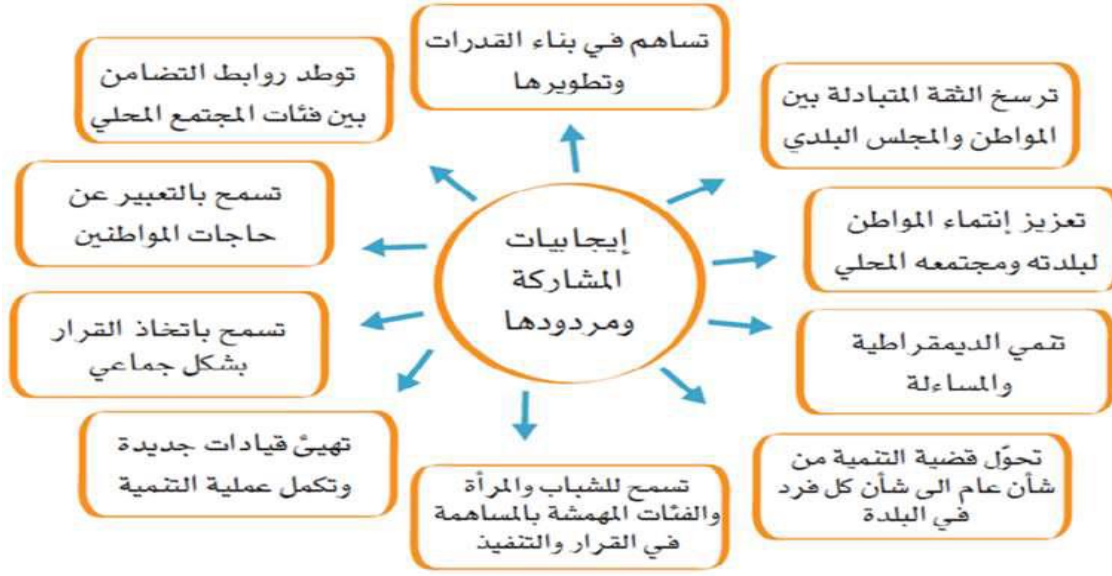 إيجابيات
المشاركة
ومردودها
تساهم في بناء القدرات
وتطويرها
ترسخ الثقة المتبادلة بين
المواطن والمجلس البلدي
تعزيز إنتماء المواطن
لبلدته ومجتمعه المحلي
تنمي الديمقراطية
والمساءلة
تحوّل قضية التنمية من
شأن عام الى شأن كل فرد
في البلدة
تسمح للشباب والمرأة
والفئات المهمشة بالمساهمة
في القرار والتنفيذ
تهيئ قيادات جديدة
وتكمل عملية التنمية
تسمح باتخاذ القرار
بشكل جماعي
تسمح بالتعبير عن
حاجات المواطنين
توطد روابط التضامن
بين فئات المجتمع المحلي